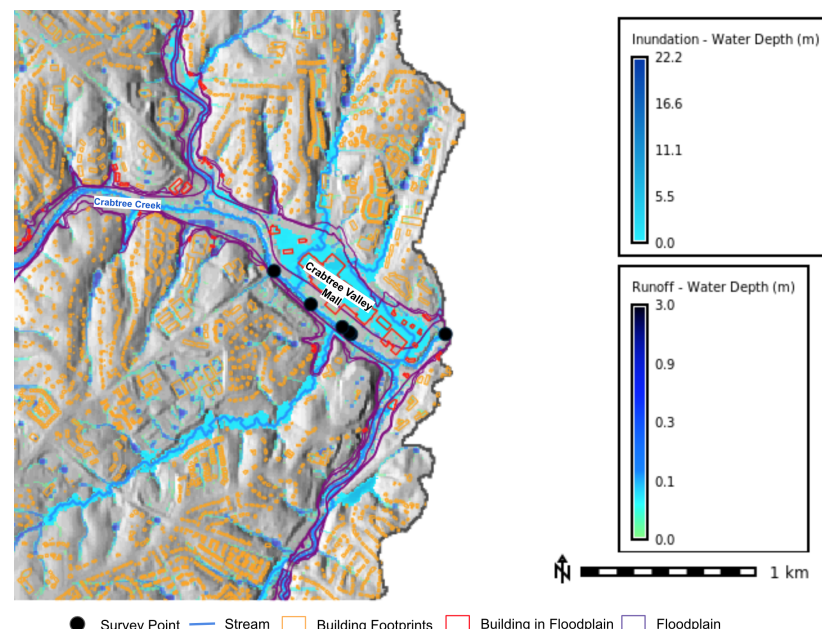 Crabtree Creek
Crabtree Valley
Mall
Inundation - Water Depth (m)
22.2
16.6
11.1
5.5
0.0
Runoff - Water Depth (m)
3.0
0.9
0.3
0.1
0.0
N
1 km
Survey Point
Stream
Building Footprints
Building in Floodplain
Floodplain